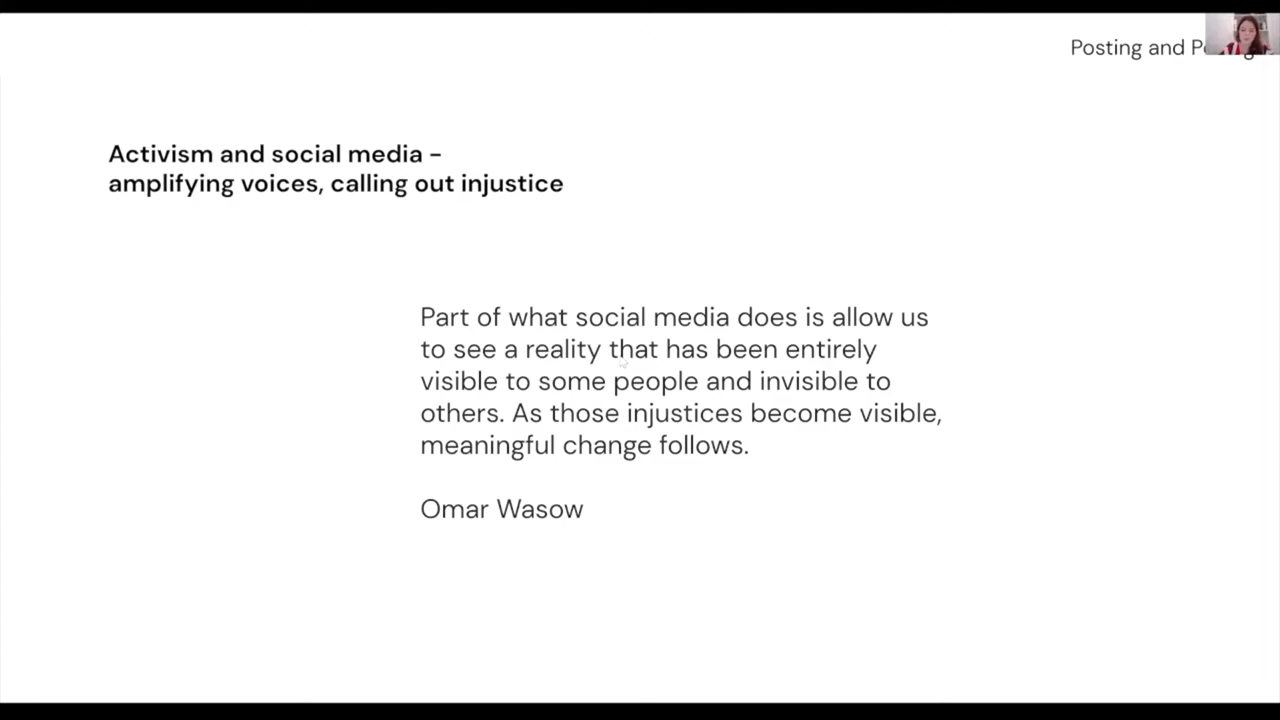 Posting and
Activism and social media –
amplifying voices, calling out injustice
Part of what social media does is allow us
to see a reality that has been entirely
visible to some people and invisible to
others. As those injustices become visible,
meaningful change follows.
Omar Wasow